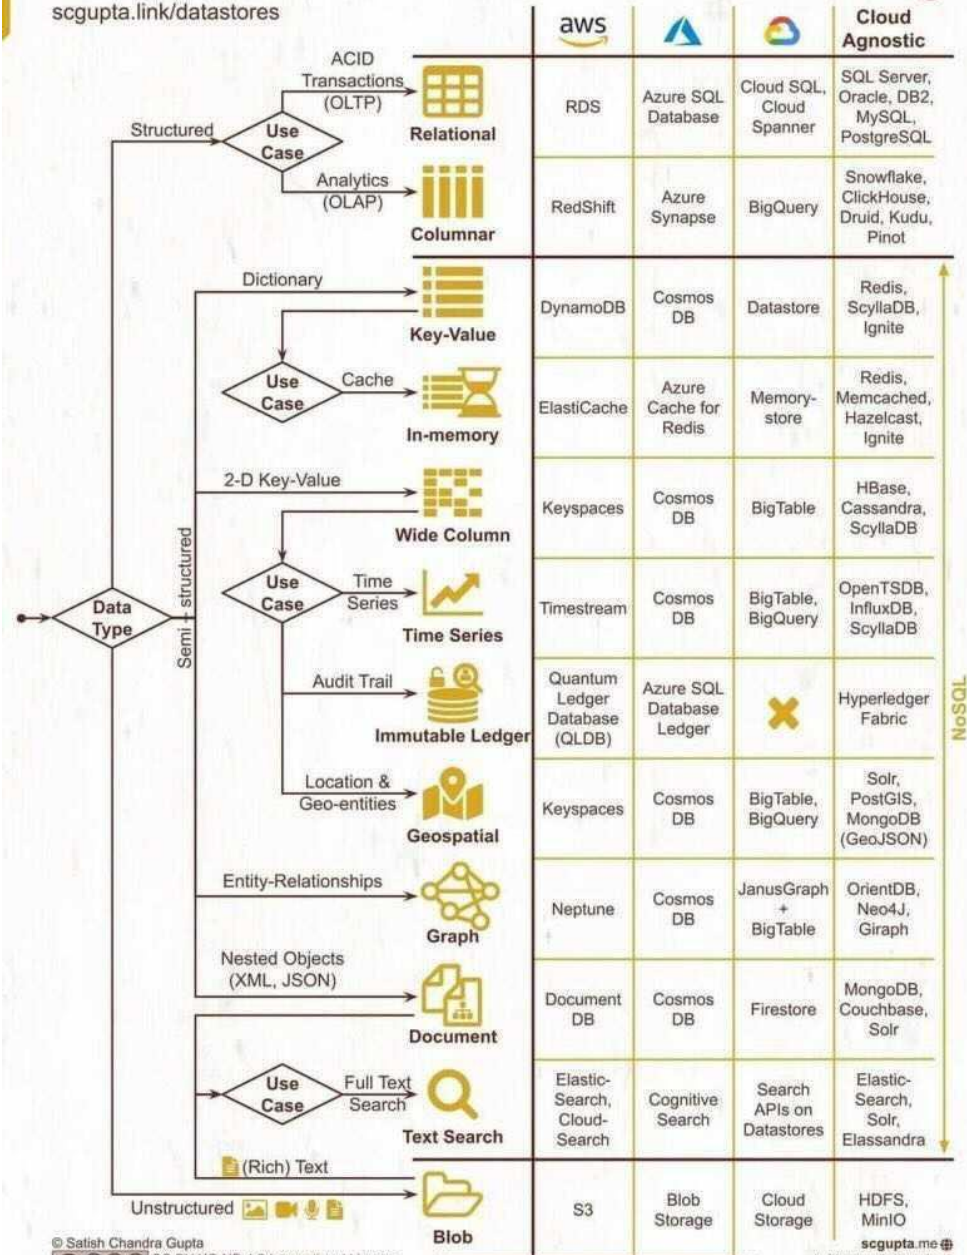 scgupta.link/datastores
aws
Cloud
Agnostic
Structured
Use
Case
ACID
Transactions
(OLTP)
Relational
RDS
Azure SQL
Database
Cloud SQL,
Cloud
Spanner
SQL Server,
Oracle, DB2,
MySQL,
PostgreSQL
Analytics
(OLAP)
Columnar
RedShift
Azure
Synapse
BigQuery
Snowflake,
ClickHouse,
Druid, Kudu,
Pinot
Dictionary
Key-Value
DynamoDB
Cosmos
DB
Datastore
Redis,
ScyllaDB,
Ignite
Use
Case
Cache
In-memory
ElastiCache
Azure
Cache for
Redis
Memory-
store
Redis,
Memcached,
Hazelcast,
Ignite
2-D Key-Value
Wide Column
Keyspaces
Cosmos
DB
BigTable
HBase,
Cassandra,
ScyllaDB
Data
Type
Semi - structured
Use
Case
Time
Series
Time Series
Timestream
Cosmos
DB
BigTable,
BigQuery
OpenTSDB,
InfluxDB,
ScyllaDB
Audit Trail
Immutable Ledger
Quantum
Ledger
Database
(QLDB)
Azure SQL
Database
Ledger
Hyperledger
Fabric
NoSQL
Location &
Geo-entities
Geospatial
Keyspaces
Cosmos
DB
BigTable,
BigQuery
Solr,
PostGIS,
MongoDB
(GeoJSON)
Entity-Relationships
Graph
Neptune
Cosmos
DB
JanusGraph
+
BigTable
OrientDB,
Neo4J,
Giraph
Nested Objects
(XML, JSON)
Document
Document
DB
Cosmos
DB
Firestore
MongoDB,
Couchbase,
Solr
Use
Case
Full Text
Search
Text Search
Elastic-
Search,
Cloud-
Search
Cognitive
Search
Search
APIs on
Datastores
Elastic-
Search,
Solr,
Elassandra
(Rich) Text
Unstructured
Blob
S3
Blob
Storage
Cloud
Storage
HDFS,
MinIO
© Satish Chandra Gupta
scgupta.me